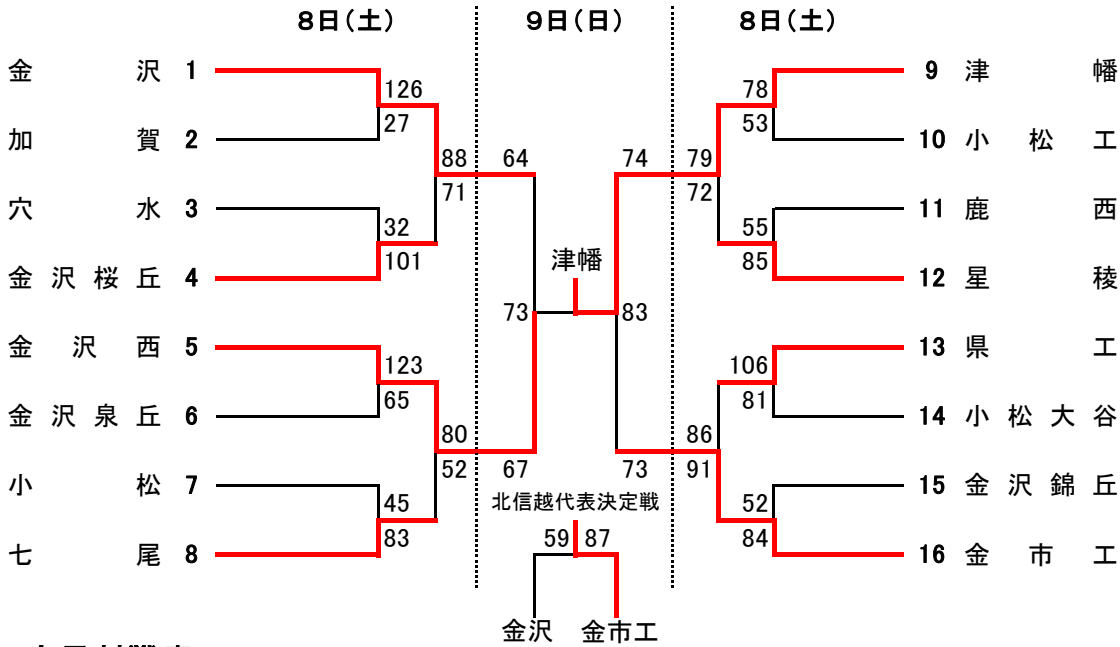 8日(土) 9日(日) 8日(土)
金沢 1 9 津幡
126 78
27 53
加賀 2 10 小松工
88 64 74 79
71 72
穴水 3 11 鹿西
32 55
101 津幡 85
金沢桜丘 4 12 星稜
73 83
金沢西 5 13 県工
123 106
65 81
金沢泉丘 6 14 小松大谷
80 86
52 67 73 91
小松 7 15 金沢錦丘
45 北信越代表決定戦 52
83 59 87 84
七尾 8 16 金市工
金沢 金市工